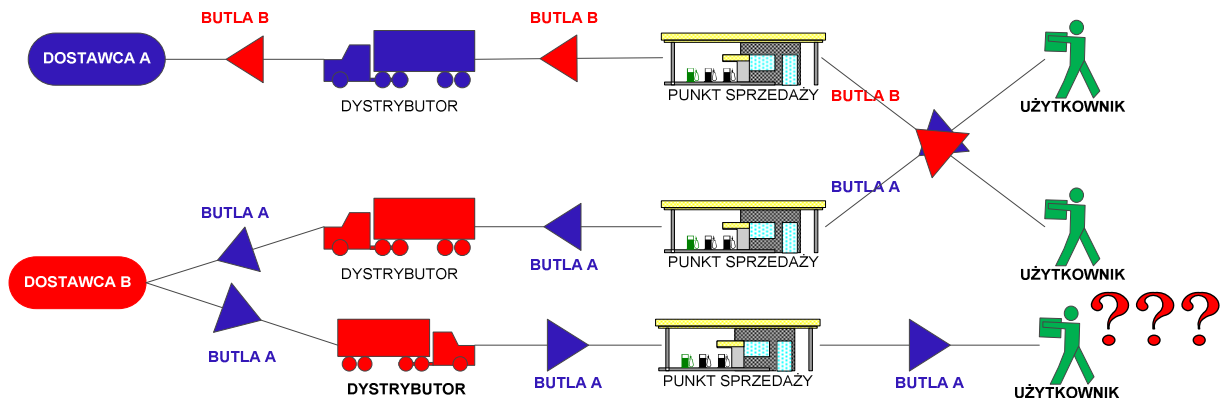 BUTLA B
BUTLA B
DOSTAWCA A
DYSTRYBUTOR
PUNKT SPRZEDAŻY
BUTLA B
UŻYTKOWNIK
BUTLA A
BUTLA A
BUTLA A
DYSTRYBUTOR
PUNKT SPRZEDAŻY
UŻYTKOWNIK
DOSTAWCA B
???
BUTLA A
DYSTRYBUTOR
BUTLA A
PUNKT SPRZEDAŻY
BUTLA A
UŻYTKOWNIK